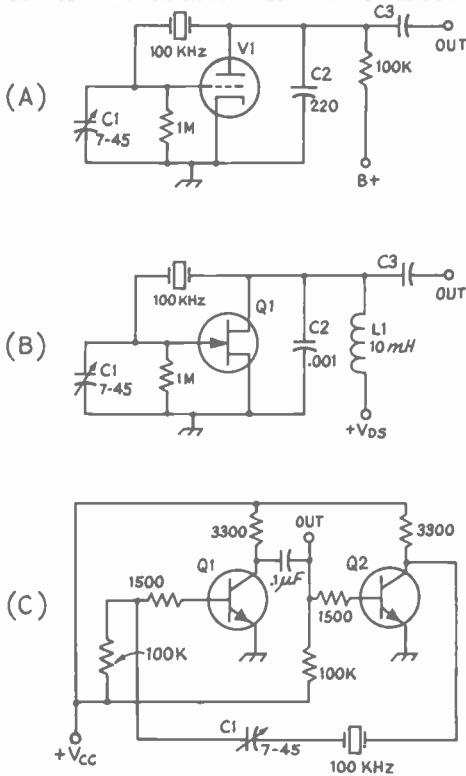 (A)
100 KHz
V1
C3
OUT
C1
7-45
1M
C2
220
100K
B+
(B)
100 KHz
Q1
C3
OUT
C1
7-45
1M
C2
.001
L1
10 mH
+VDS
(C)
3300
OUT
3300
Q1
.1µF
Q2
1500
1500
100K
100K
+VCC
C1
7-45
100 KHz